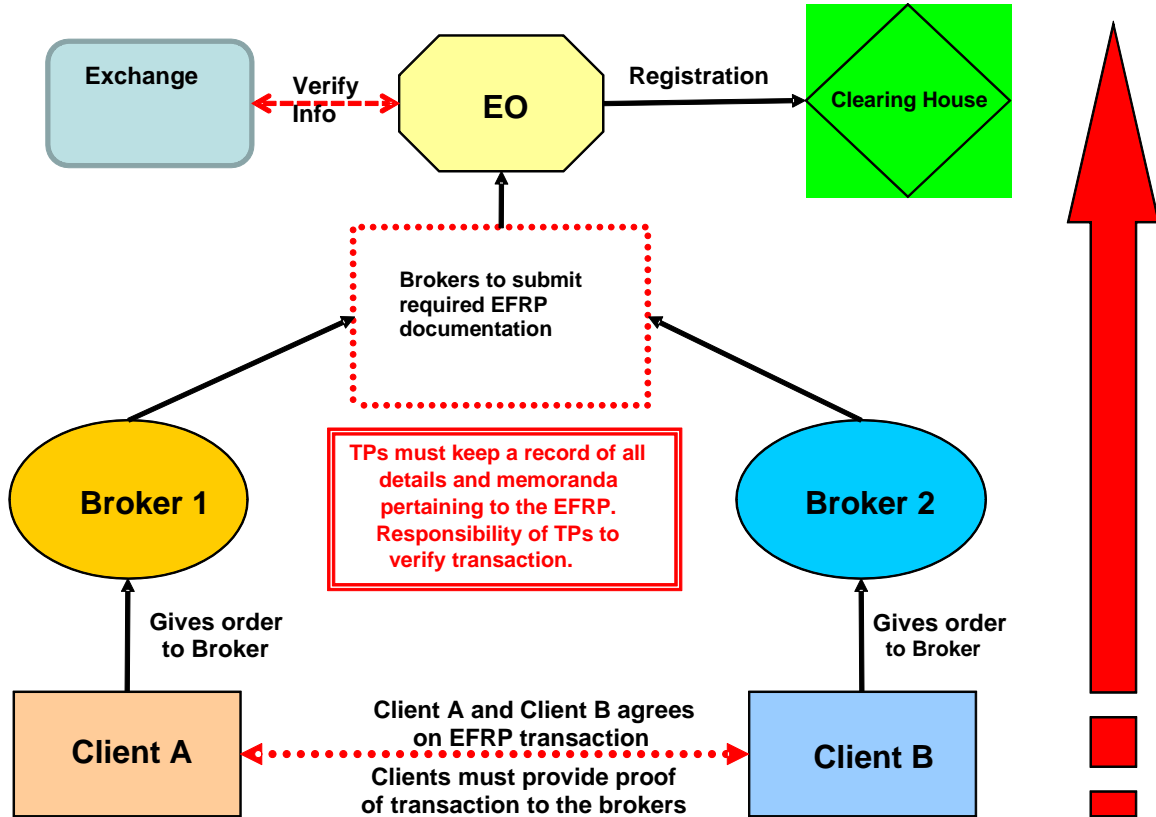 Exchange
Verify
Info
EO
Registration
Clearing House
Brokers to submit
required EFRP
documentation
Broker 1
TPs must keep a record of all
details and memoranda
pertaining to the EFRP.
Responsibility of TPs to
verify transaction.
Broker 2
Gives order
to Broker
Gives order
to Broker
Client A
Client A and Client B agrees
on EFRP transaction
Clients must provide proof
of transaction to the brokers
Client B